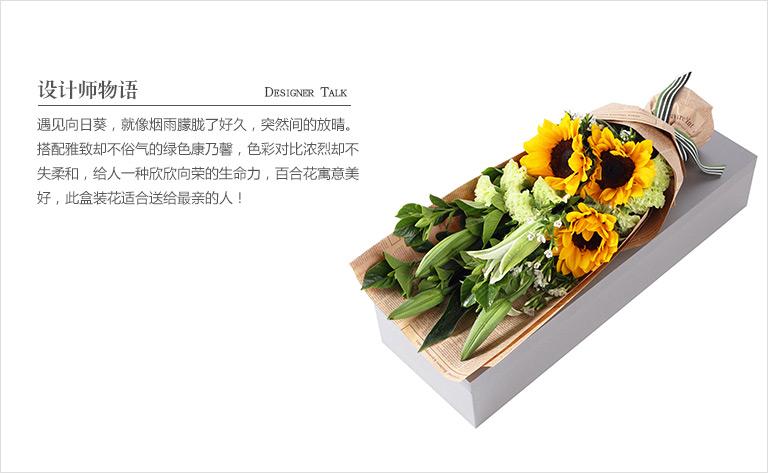 设计师物语 Designer Talk
遇见向日葵，就像烟雨朦胧了好久，突然间的放晴。
搭配雅致却不俗气的绿色康乃馨，色彩对比浓烈却不
失柔和，给人一种欣欣向荣的生命力，百合花寓意美
好，此盒装花适合送给最亲的人！